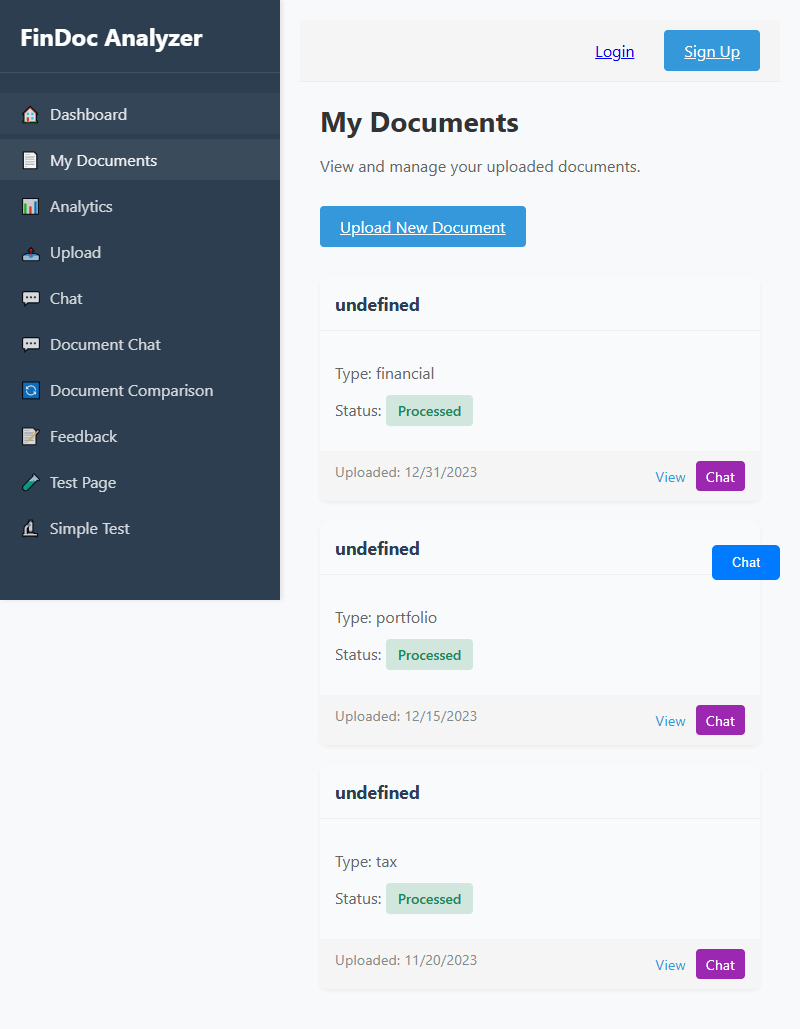 FinDoc Analyzer
Dashboard
My Documents
Analytics
Upload
Chat
Document Chat
Document Comparison
Feedback
Test Page
Simple Test
Login
Sign Up
My Documents
View and manage your uploaded documents.
Upload New Document
undefined
Type: financial
Status: Processed
Uploaded: 12/31/2023 View Chat
undefined
Chat
Type: portfolio
Status: Processed
Uploaded: 12/15/2023 View Chat
undefined
Type: tax
Status: Processed
Uploaded: 11/20/2023 View Chat